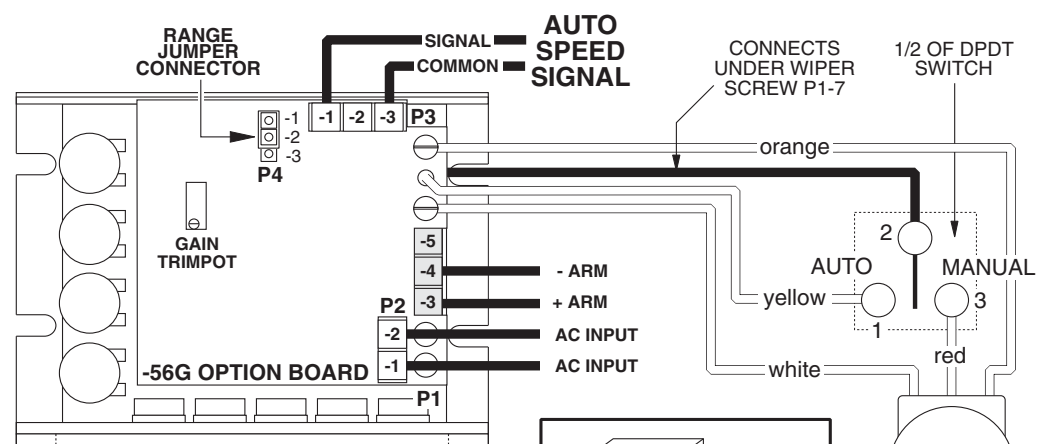 RANGE
JUMPER
CONNECTOR
SIGNAL
COMMON
AUTO
SPEED
SIGNAL
CONNECTS
UNDER WIPER
SCREW P1-7
1/2 OF DPDT
SWITCH
-1
-2
-3
P4
-1 -2 -3 P3
orange
GAIN
TRIMPOT
-5
-4
-3
- ARM
+ ARM
P2
-2
-1
AC INPUT
AC INPUT
2
AUTO
MANUAL
yellow
1
3
red
white
-56G OPTION BOARD
P1